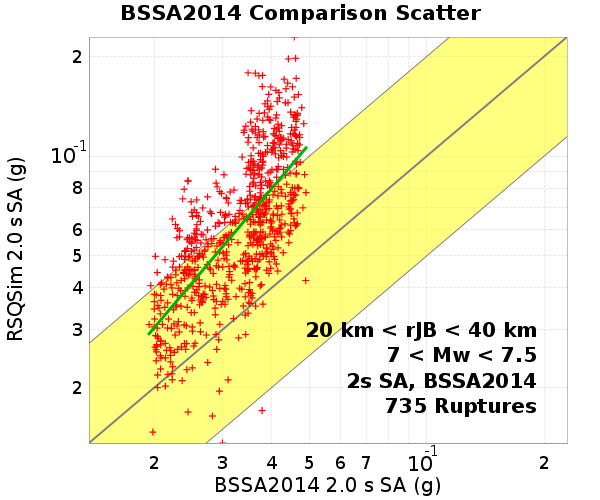 BSSA2014 Comparison Scatter
RSQSim 2.0 s SA (g)
2
10⁻¹
8
6
5
4
3
2
20 km < rJB < 40 km
7 < Mw < 7.5
2s SA, BSSA2014
735 Ruptures
2 3 4 5 6 7 10⁻¹ 2
BSSA2014 2.0 s SA (g)